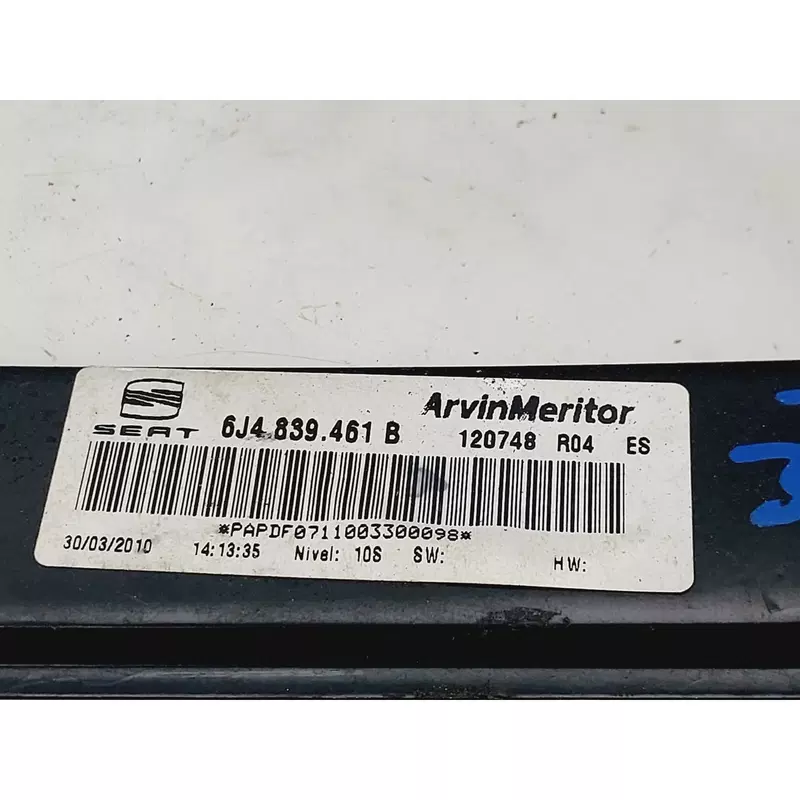 ArvinMeritor
SEAT 6J4 839.461 B 120748 R04 ES
*PAPDF0711003300098*
30/03/2010 14:13:35 Nivel: 10S SW: HW: